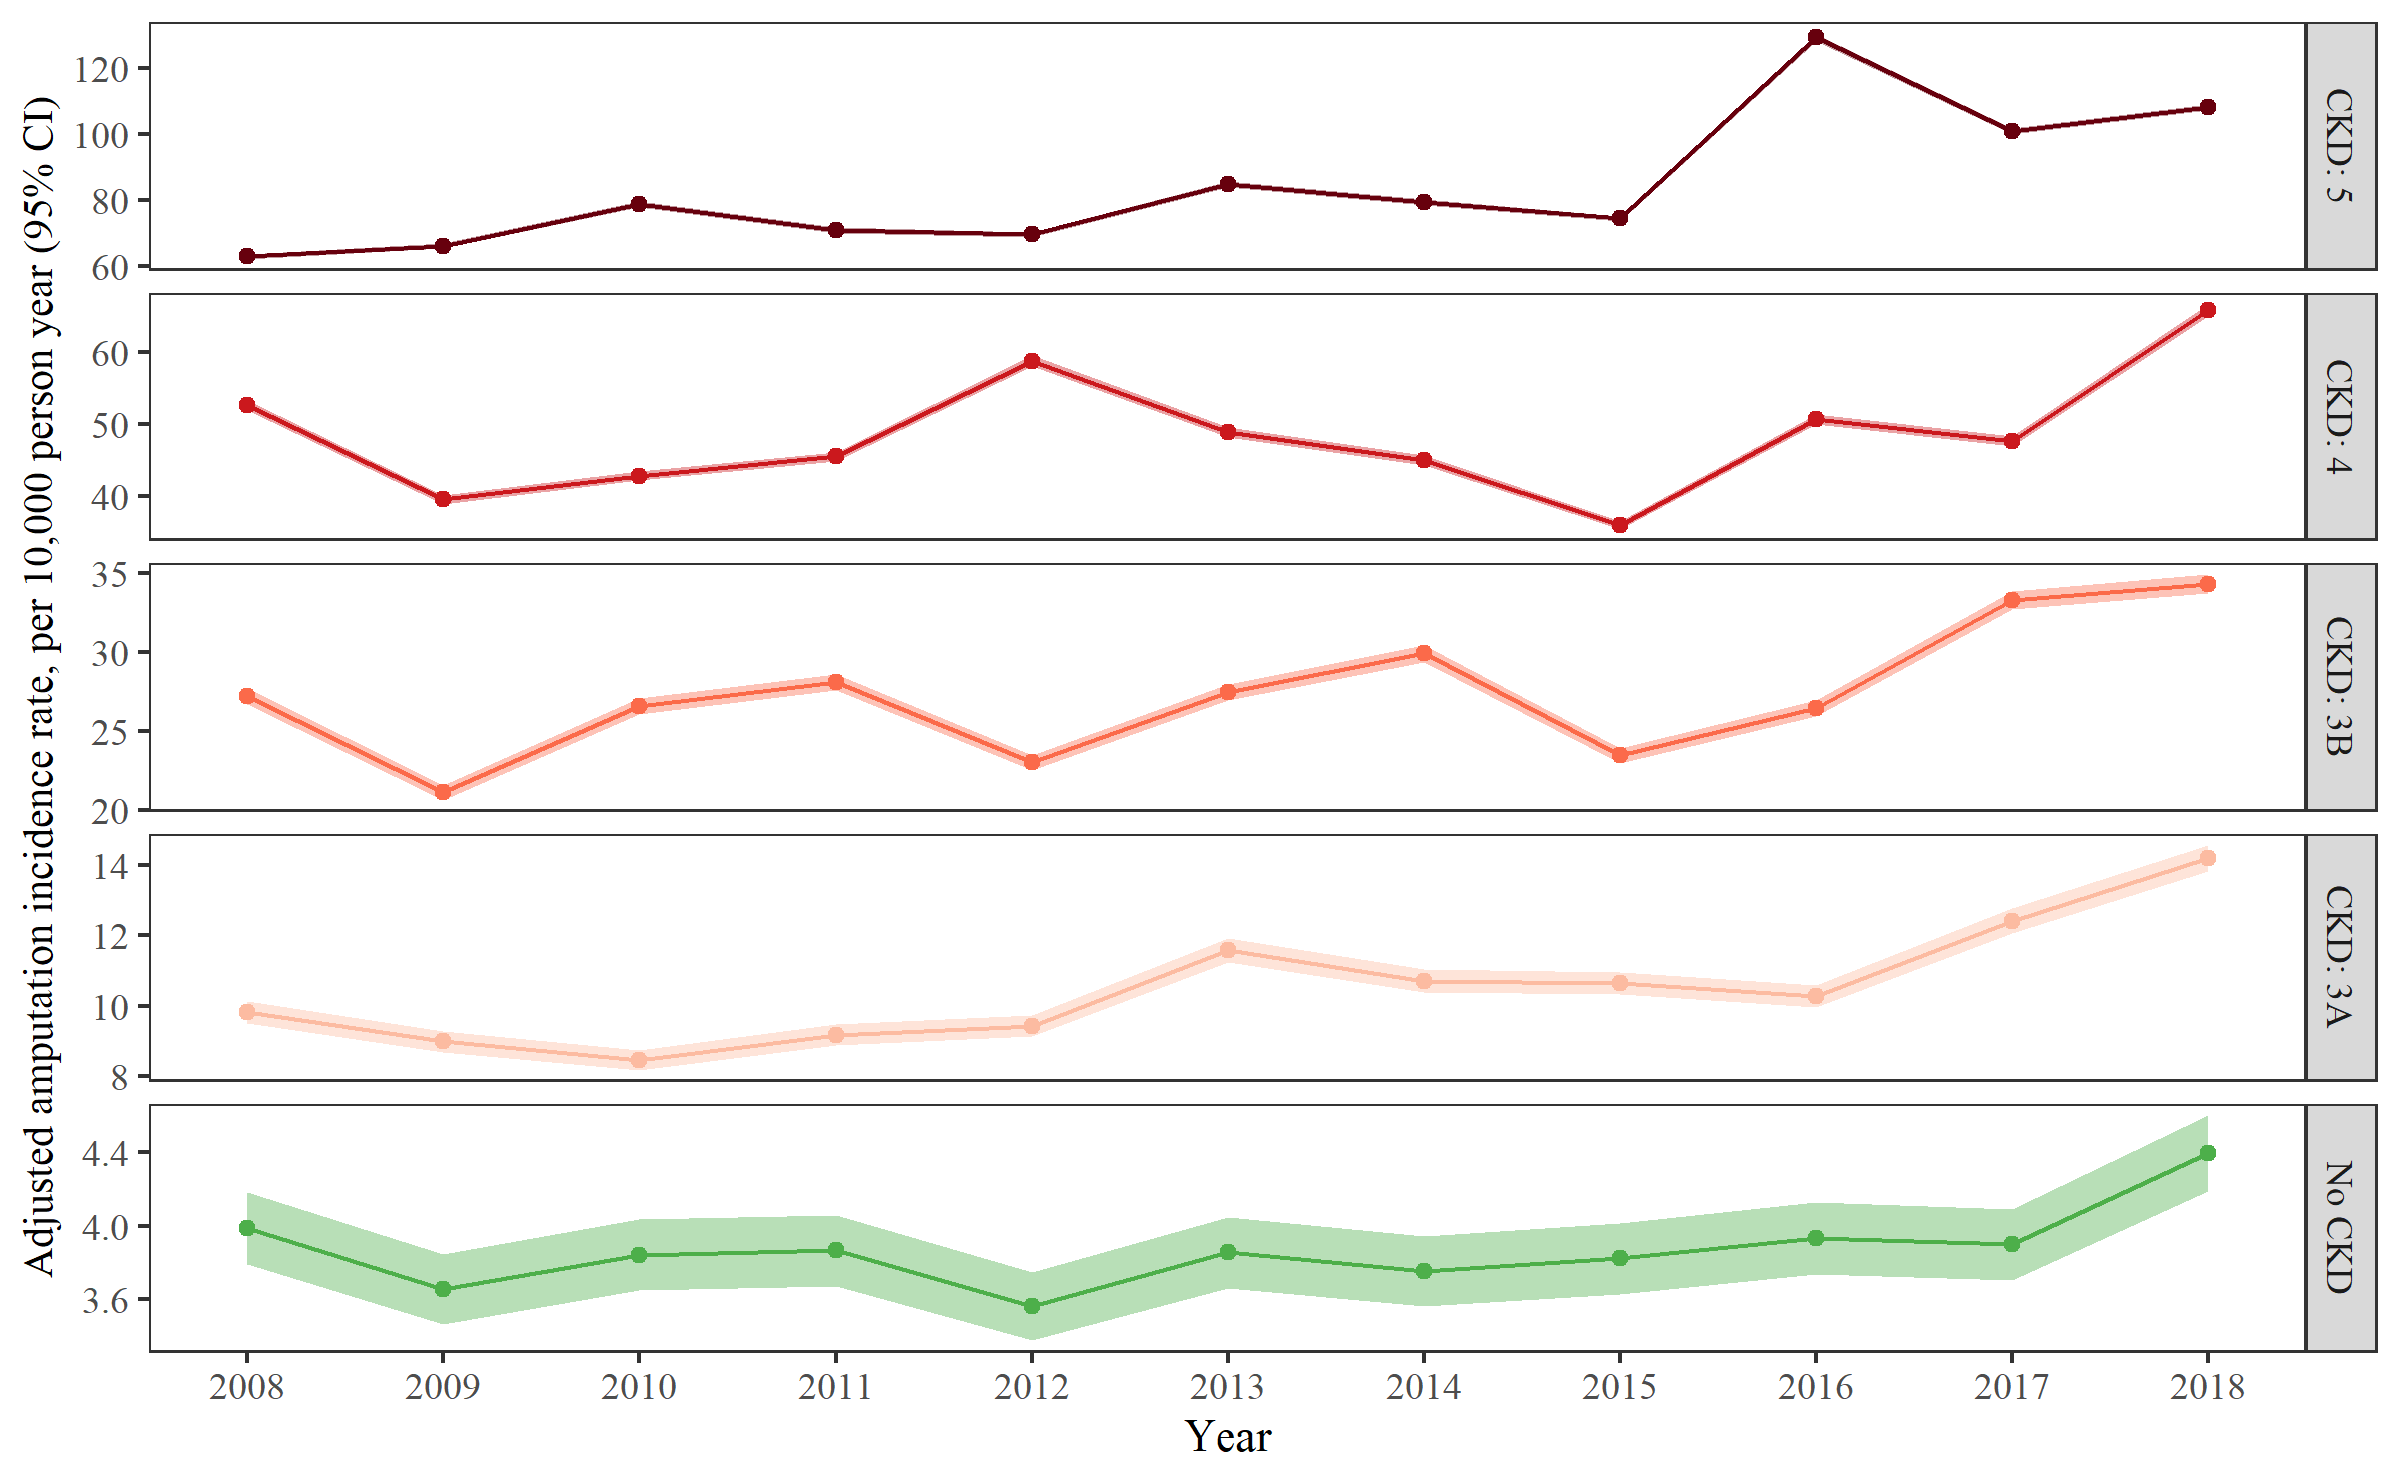 Adjusted amputation incidence rate, per 10,000 person year (95% CI)
120
100
80
60
CKD: 5
60
50
40
CKD: 4
35
30
25
20
CKD: 3B
14
12
10
8
CKD: 3A
4.4
4.0
3.6
No CKD
2008 2009 2010 2011 2012 2013 2014 2015 2016 2017 2018
Year